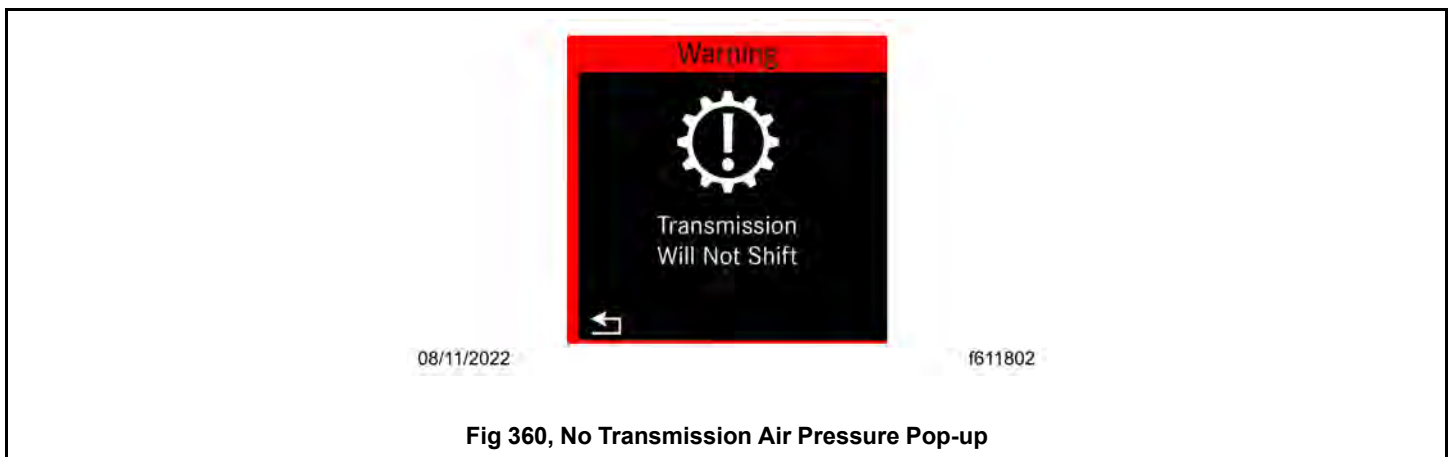 Warning
Transmission
Will Not Shift
08/11/2022
f611802
Fig 360, No Transmission Air Pressure Pop-up